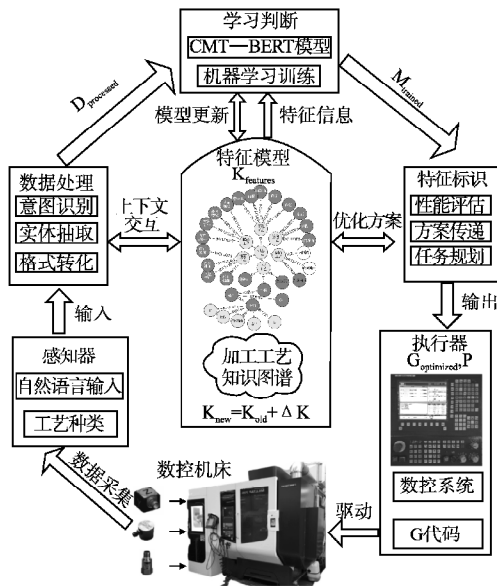 学习判断
CMT—BERT模型
机器学习训练
D_processed
M_trained
模型更新
特征信息
数据处理
意图识别
实体抽取
格式转化
上下文
交互
特征模型
K_features
优化方案
特征标识
性能评估
方案传递
任务规划
输入
输出
感知器
自然语言输入
工艺种类
加工工艺
知识图谱
K_new=K_old+ΔK
执行器
G_optimized,P
数控系统
G代码
数据采集
数控机床
驱动